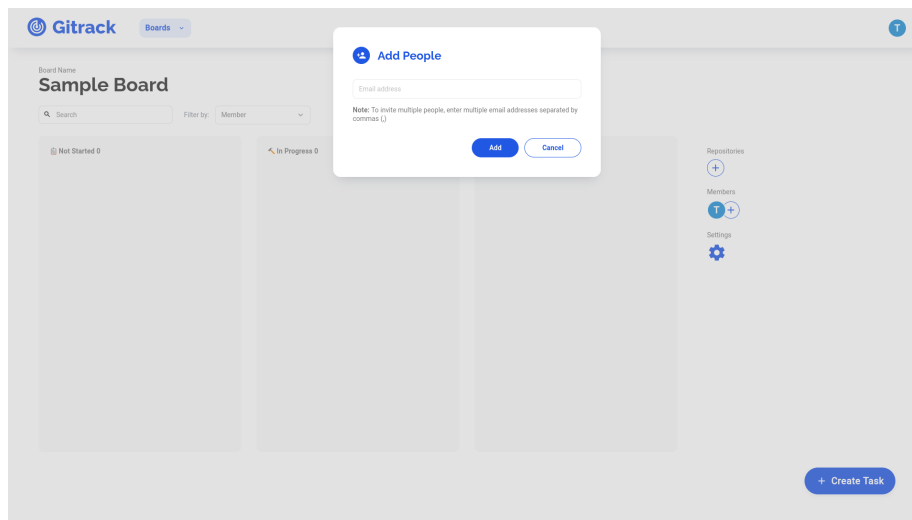 Gitrack
Boards
T
Add People
Email address
Note: To invite multiple people, enter multiple email addresses separated by
commas (,)
Add
Cancel
Board Name
Sample Board
Search
Filter by:
Member
Not Started 0
In Progress 0
Repositories
+
Members
T +
Settings
+ Create Task